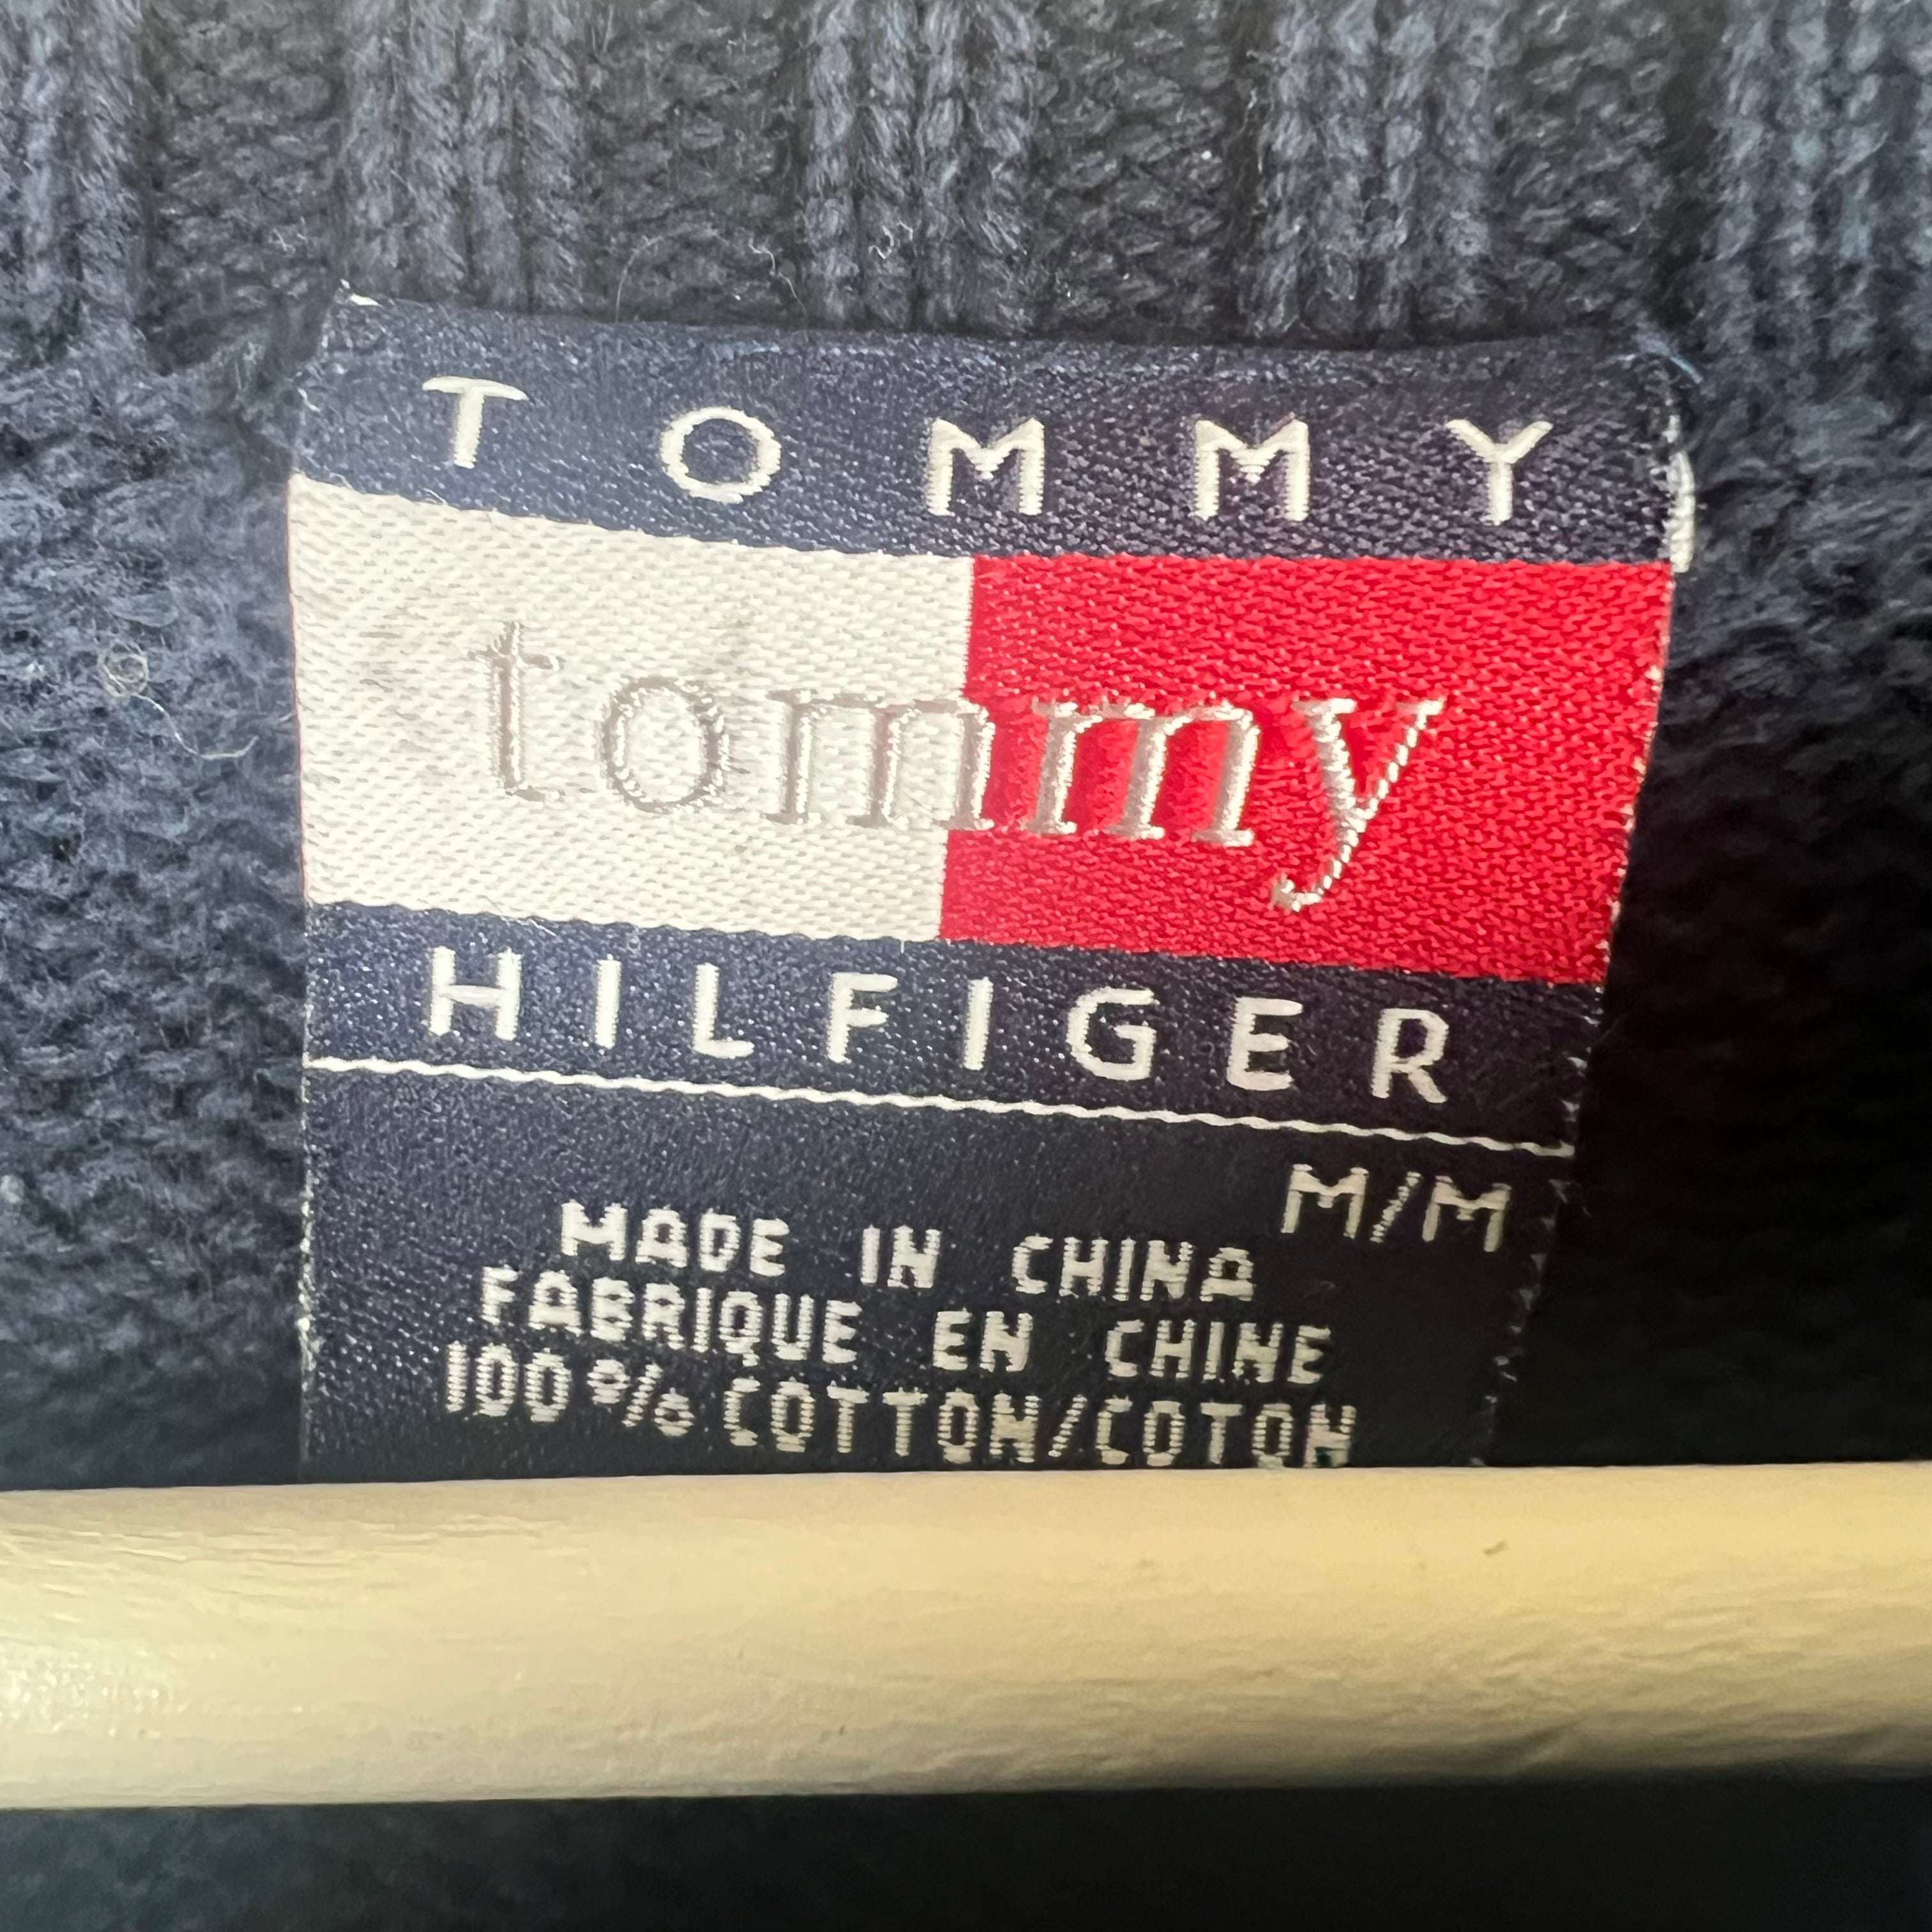 TOMMY
tommy
HILFIGER
M/M
MADE IN CHINA
FABRIQUE EN CHINE
100% COTTON/COTON